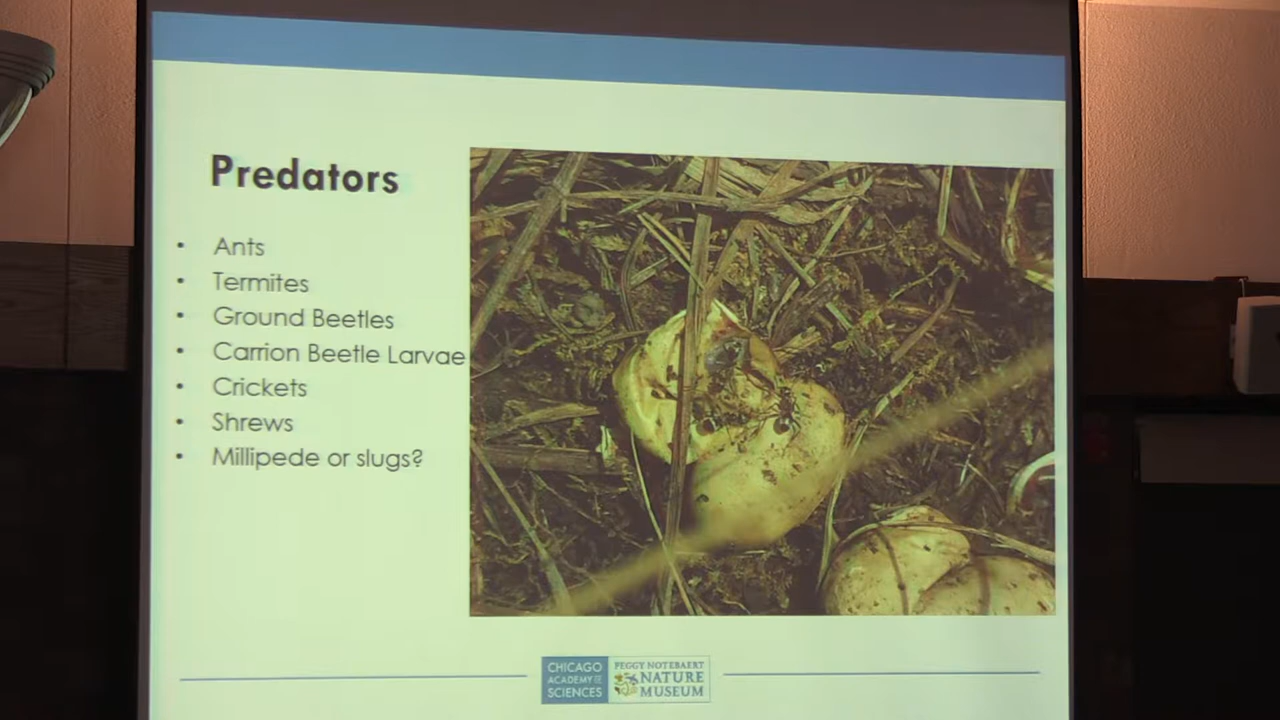 Predators
• Ants
• Termites
• Ground Beetles
• Carrion Beetle Larvae
• Crickets
• Shrews
• Millipede or slugs?
CHICAGO
ACADEMY OF
SCIENCES
PEGGY NOTEBAERT
NATURE
MUSEUM